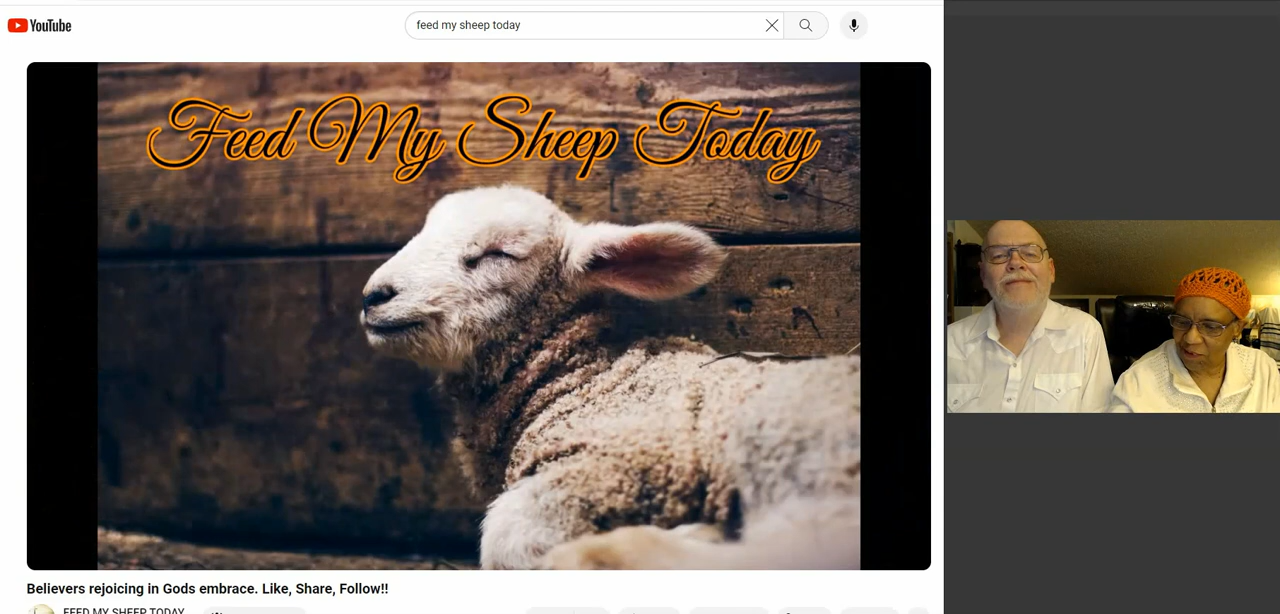 YouTube
feed my sheep today
Feed My Sheep Today
Believers rejoicing in Gods embrace. Like, Share, Follow!!
FEED MY SHEEP TODAY